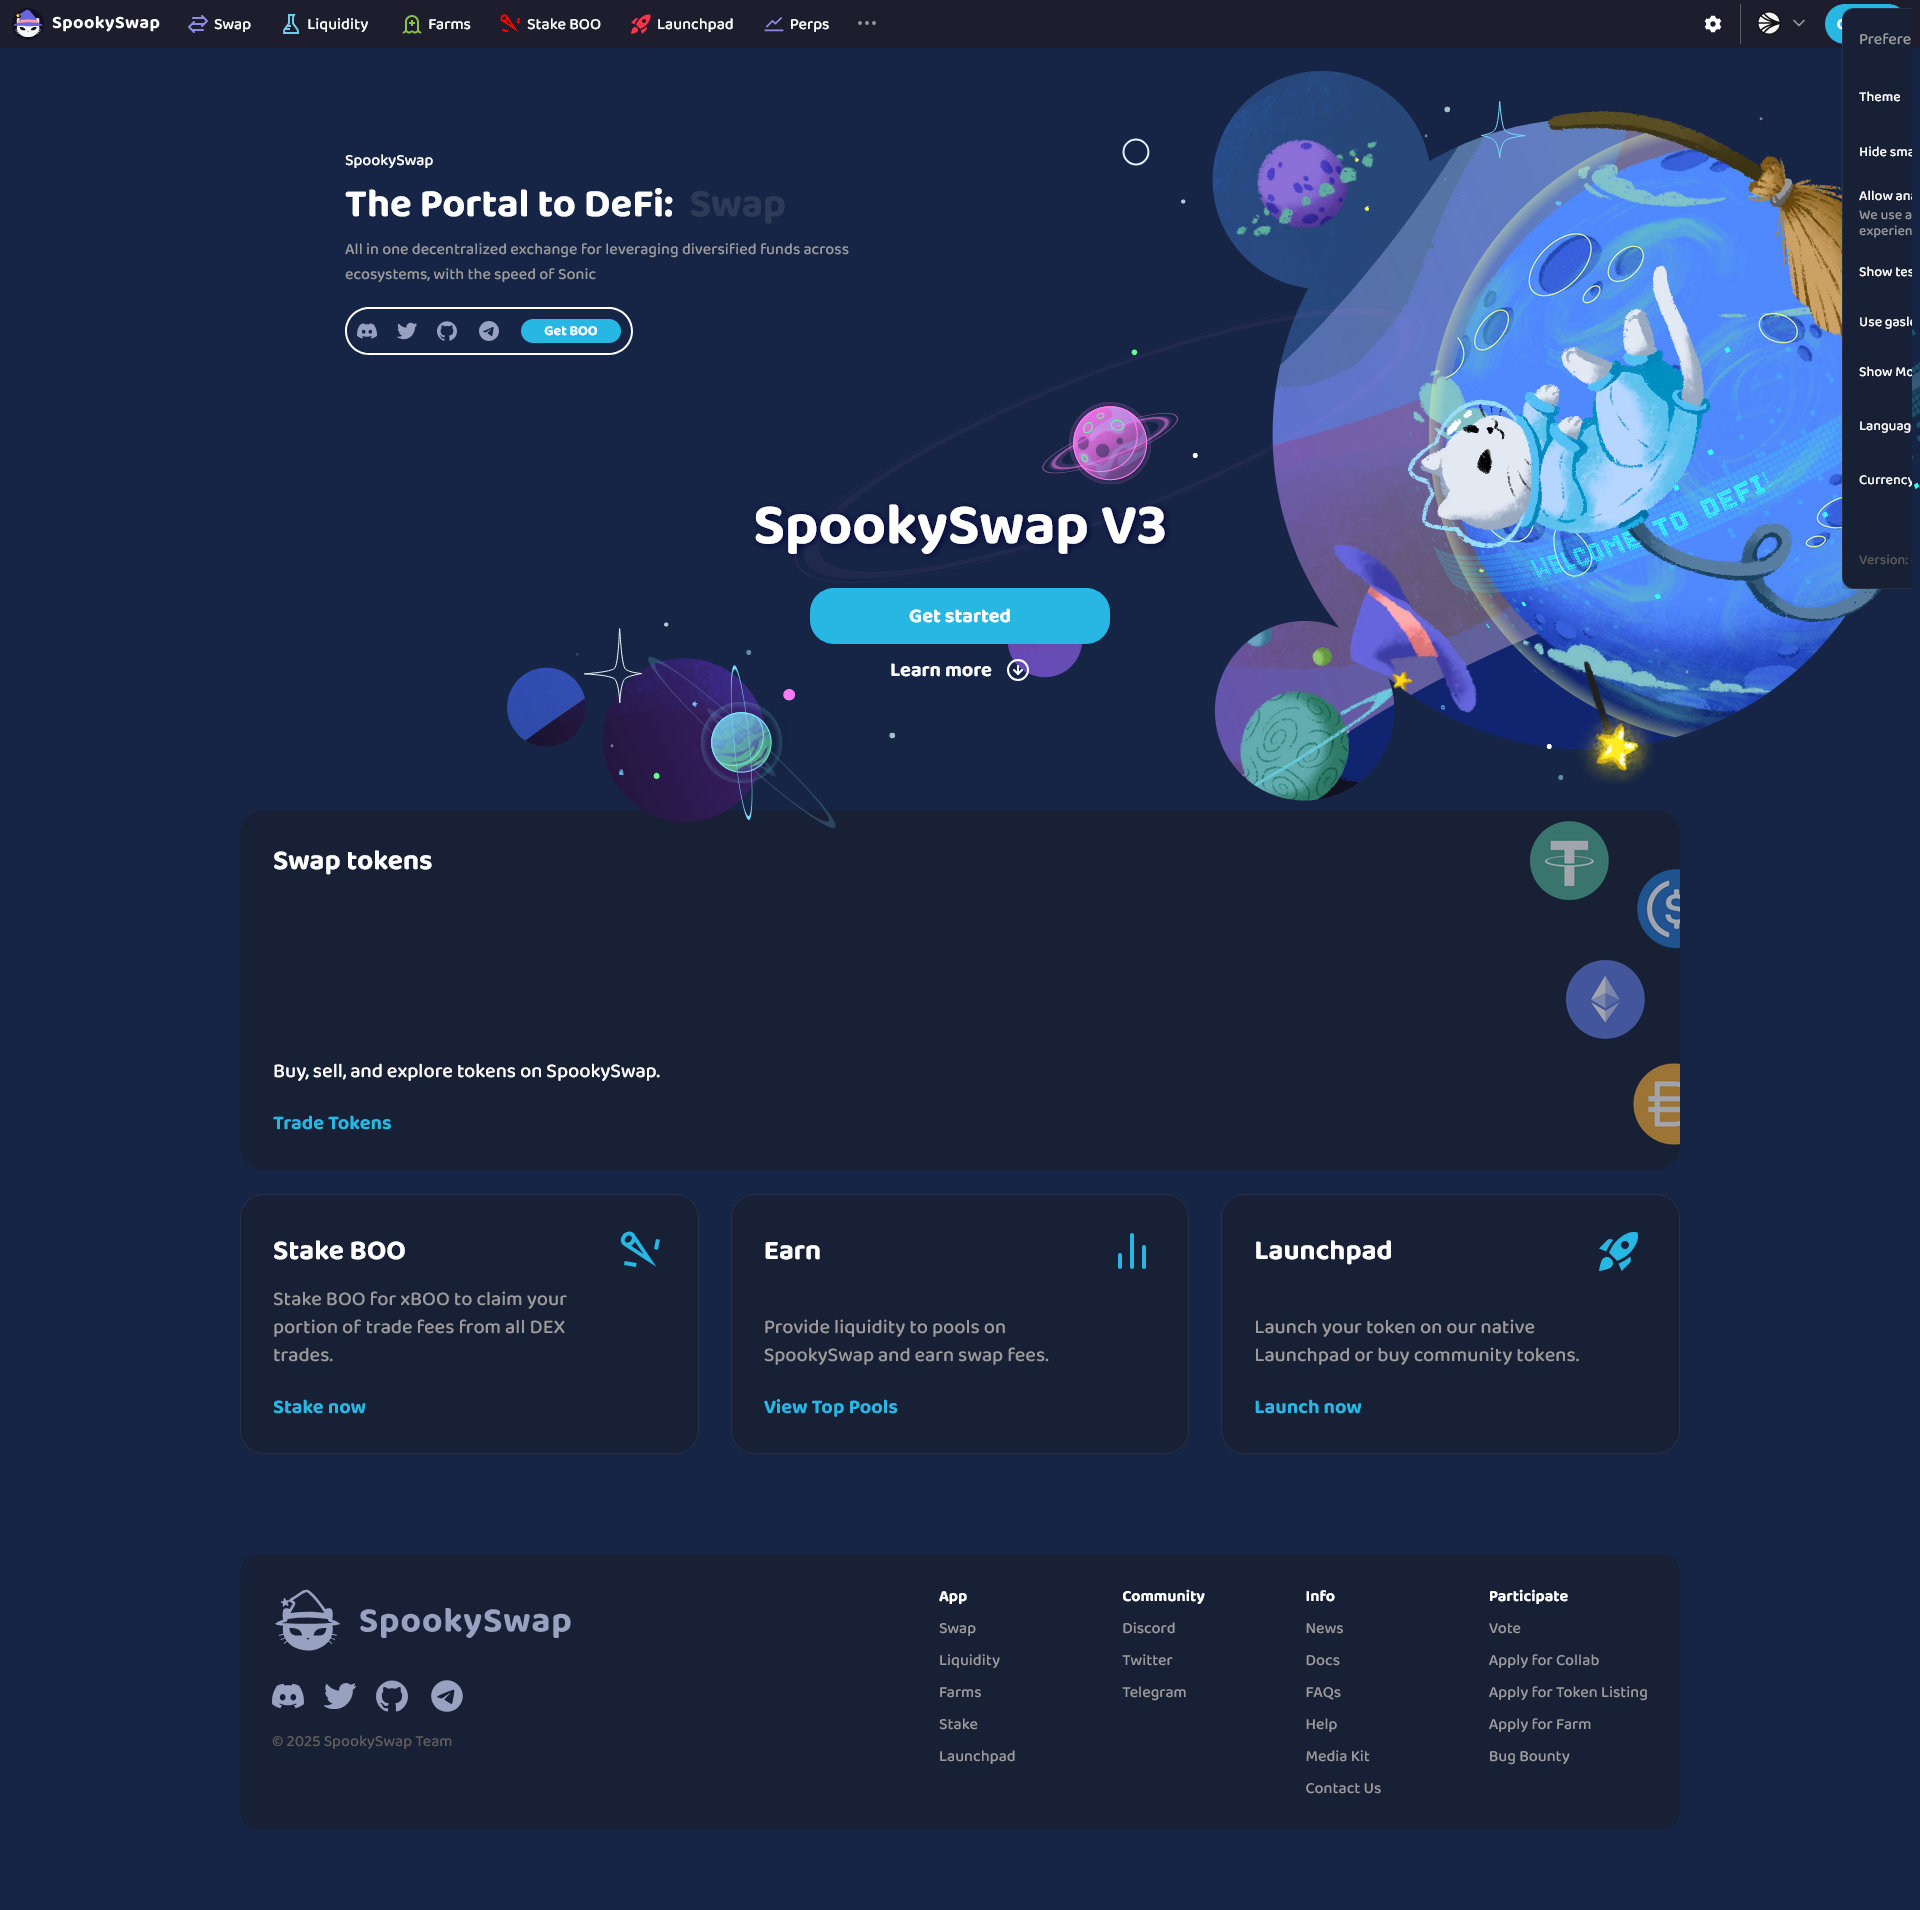 SpookySwap
Swap
Liquidity
Farms
Stake BOO
Launchpad
Perps
Prefere
Theme
Hide sma
Allow ana
We use a
experien
Show tes
Use gasl
Show Mo
Languag
Currency
Version:
SpookySwap
The Portal to DeFi: Swap
All in one decentralized exchange for leveraging diversified funds across
ecosystems, with the speed of Sonic
Get BOO
WELCOME TO DEFI
SpookySwap V3
Get started
Learn more
Swap tokens
Buy, sell, and explore tokens on SpookySwap.
Trade Tokens
Stake BOO
Stake BOO for xBOO to claim your
portion of trade fees from all DEX
trades.
Stake now
Earn
Provide liquidity to pools on
SpookySwap and earn swap fees.
View Top Pools
Launchpad
Launch your token on our native
Launchpad or buy community tokens.
Launch now
SpookySwap
© 2025 SpookySwap Team
App
Swap
Liquidity
Farms
Stake
Launchpad
Community
Discord
Twitter
Telegram
Info
News
Docs
FAQs
Help
Media Kit
Contact Us
Participate
Vote
Apply for Collab
Apply for Token Listing
Apply for Farm
Bug Bounty